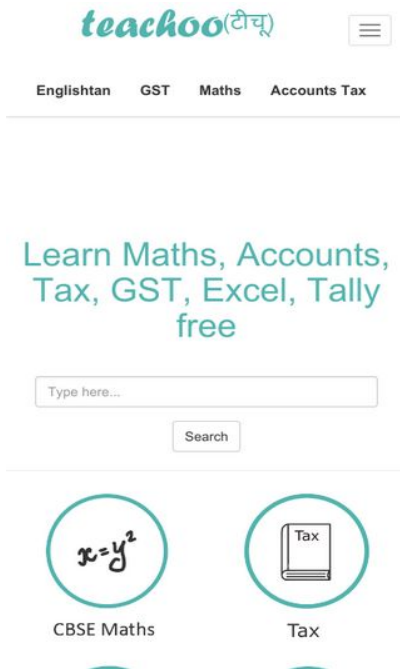 teachoo(टीचू)
Englishtan GST Maths Accounts Tax
Learn Maths, Accounts,
Tax, GST, Excel, Tally
free
Type here...
Search
x=y²
Tax
CBSE Maths
Tax